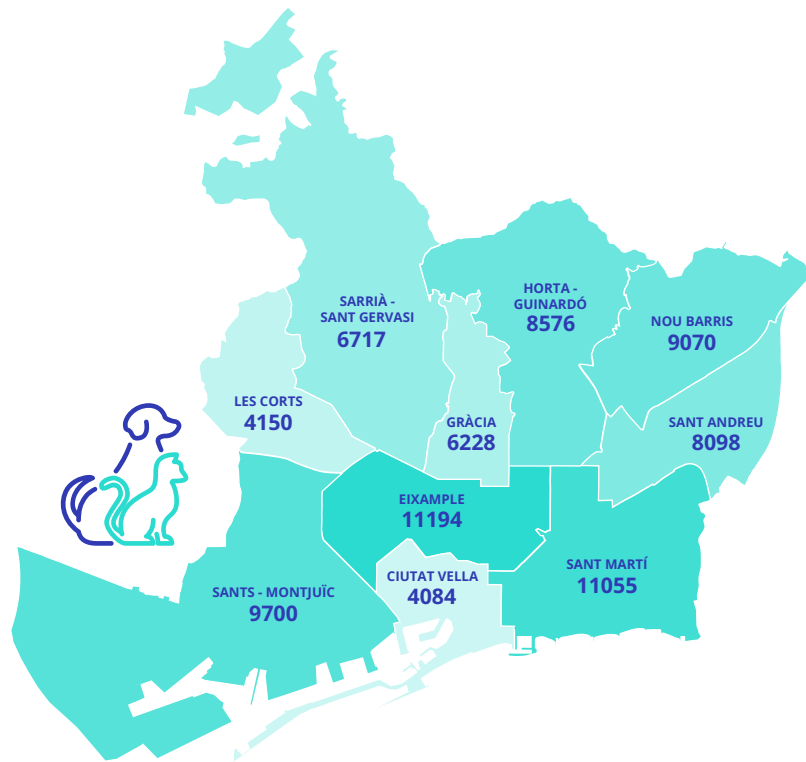 SARRIÀ -
SANT GERVASI
6717
HORTA -
GUINARDÓ
8576
NOU BARRIS
9070
LES CORTS
4150
GRÀCIA
6228
SANT ANDREU
8098
EIXAMPLE
11194
SANT MARTÍ
11055
CIUTAT VELLA
4084
SANTS - MONTJUÏC
9700